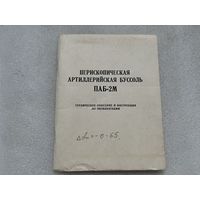 ПЕРИСКОПИЧЕСКАЯ
АРТИЛЛЕРИЙСКАЯ БУССОЛЬ
ПАБ-2М
ТЕХНИЧЕСКОЕ ОПИСАНИЕ И ИНСТРУКЦИЯ
ПО ЭКСПЛУАТАЦИИ